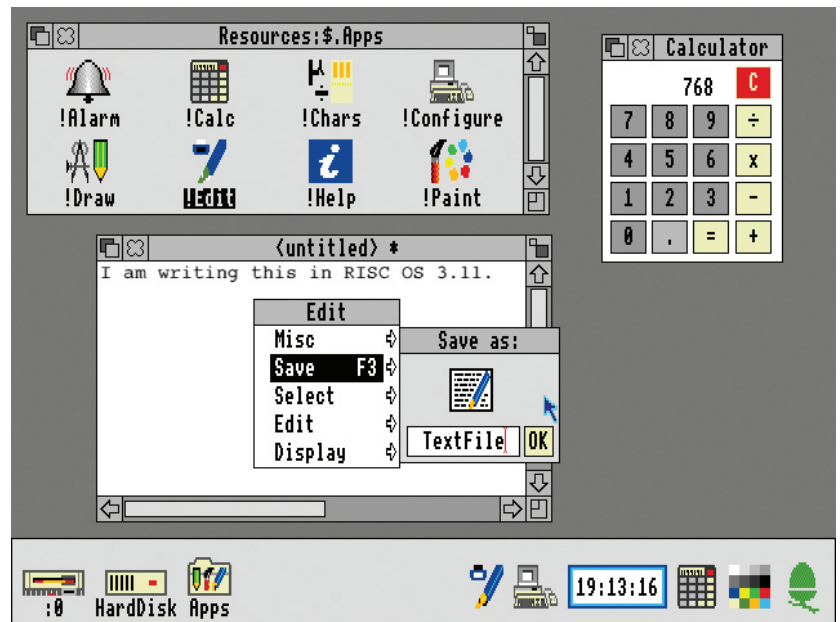 Resources:$.Apps
!Alarm !Calc !Chars !Configure
!Draw !Edit !Help !Paint
Calculator
768 C
7 8 9 ÷
4 5 6 x
1 2 3 -
0 . = +
<untitled> *
I am writing this in RISC OS 3.11.
Edit
Misc
Save F3
Select
Edit
Display
Save as:
TextFile OK
:0 HardDisk Apps
19:13:16